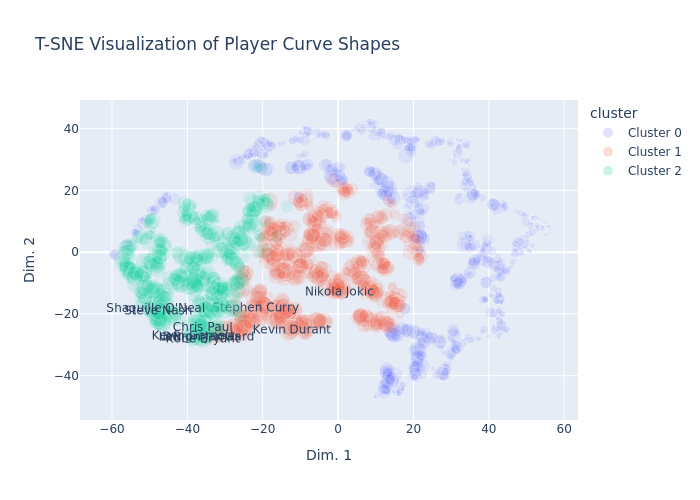 T-SNE Visualization of Player Curve Shapes
cluster
Cluster 0
Cluster 1
Cluster 2
Dim. 2
40
20
0
−20
−40
Nikola Jokic
Shaquille O'Neal
Stephen Curry
Steve Nash
Chris Paul
Kevin Durant
Kobe Bryant
−60
−40
−20
0
20
40
60
Dim. 1